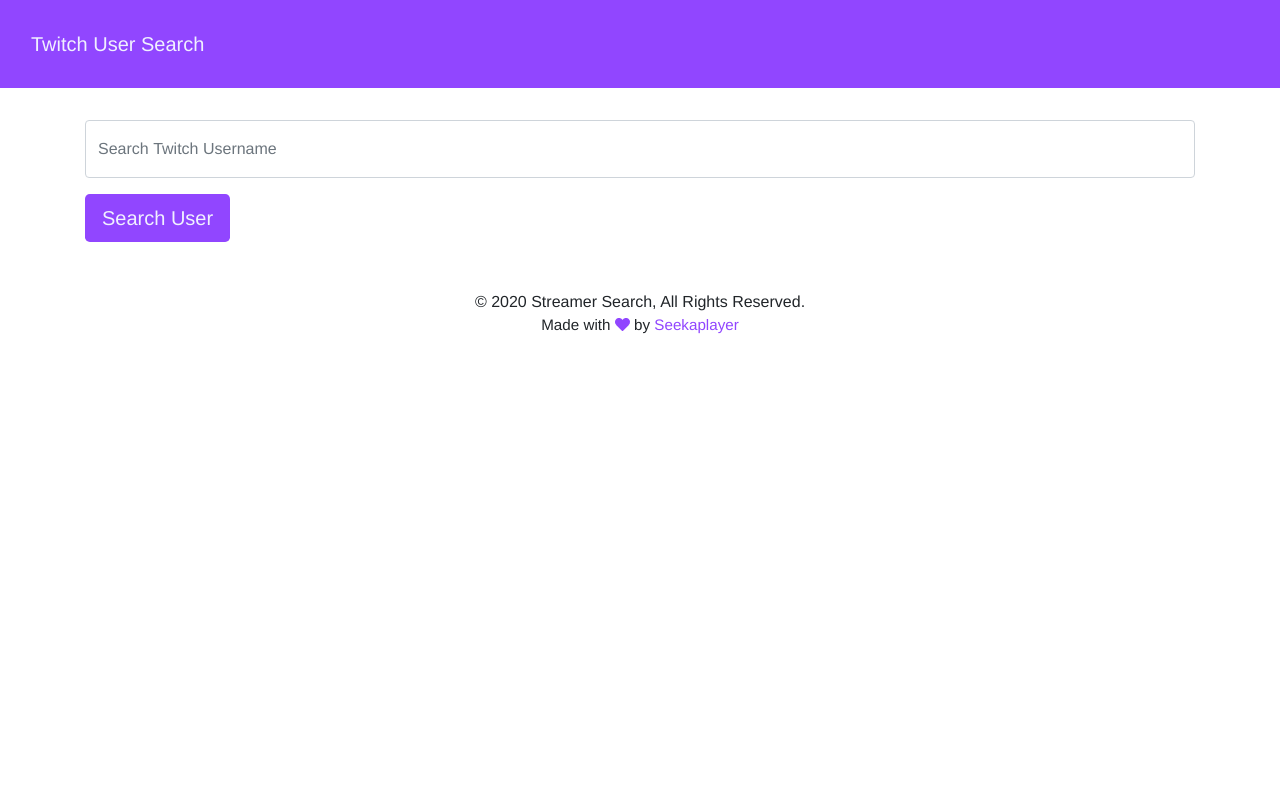 Twitch User Search
Search Twitch Username
Search User
© 2020 Streamer Search, All Rights Reserved.
Made with by Seekaplayer